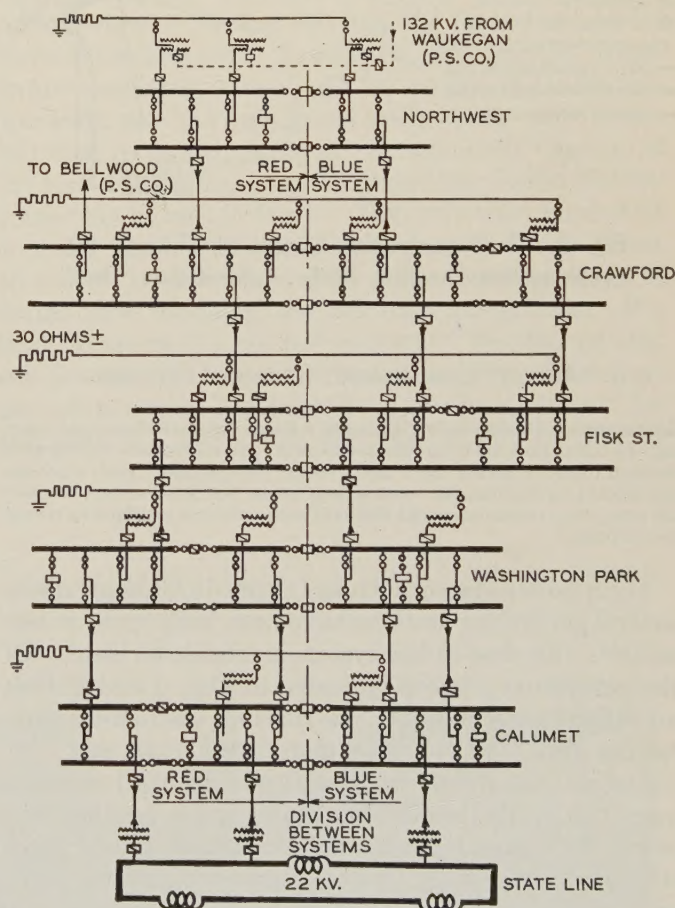 132 KV. FROM
WAUKEGAN
(P. S. CO.)
NORTHWEST
TO BELLWOOD
(P. S. CO.)
RED
SYSTEM
BLUE
SYSTEM
CRAWFORD
30 OHMS ±
FISK ST.
WASHINGTON PARK
CALUMET
RED
SYSTEM
BLUE
SYSTEM
DIVISION
BETWEEN
SYSTEMS
22 KV.
STATE LINE